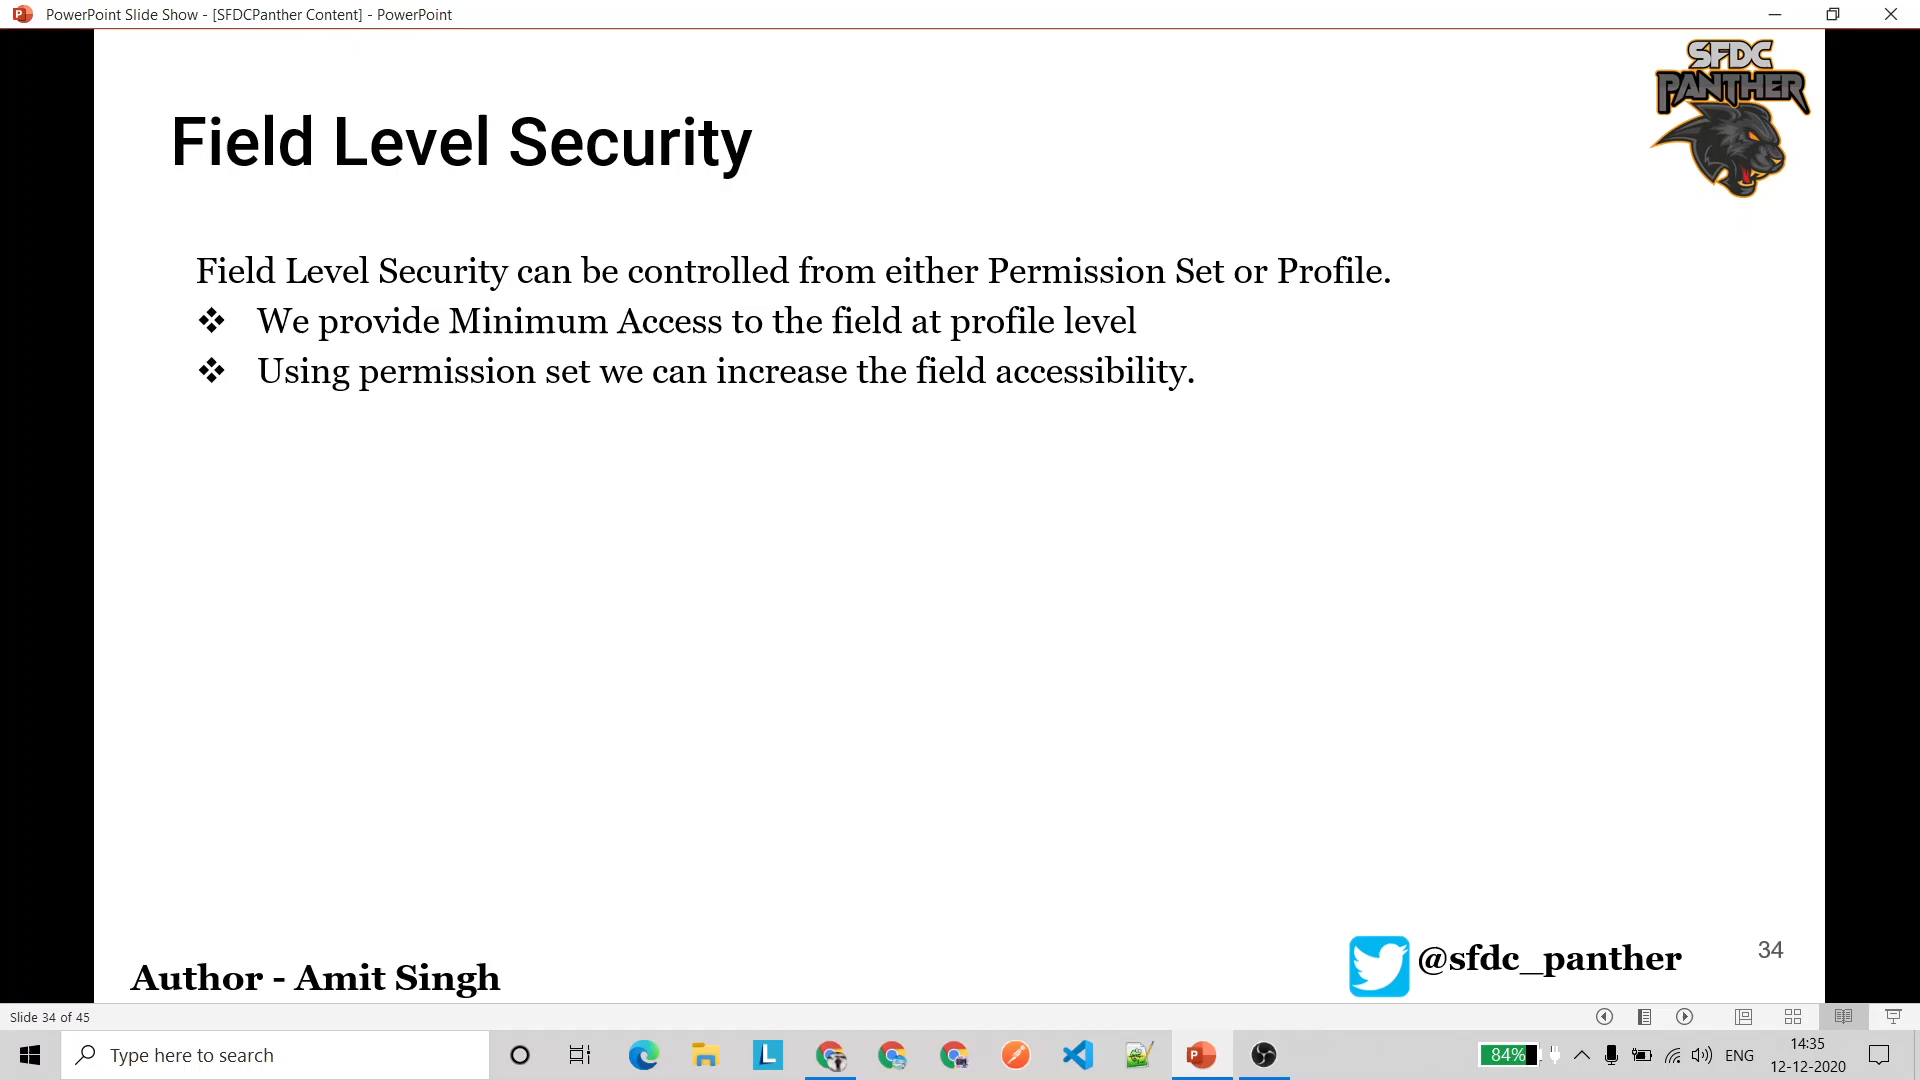 PowerPoint Slide Show - [SFDCPanther Content] - PowerPoint
SFDC
PANTHER
Field Level Security
Field Level Security can be controlled from either Permission Set or Profile.
❖ We provide Minimum Access to the field at profile level
❖ Using permission set we can increase the field accessibility.
Author - Amit Singh
@sfdc_panther
34
Slide 34 of 45
Type here to search
L
84%
ENG
14:35
12-12-2020